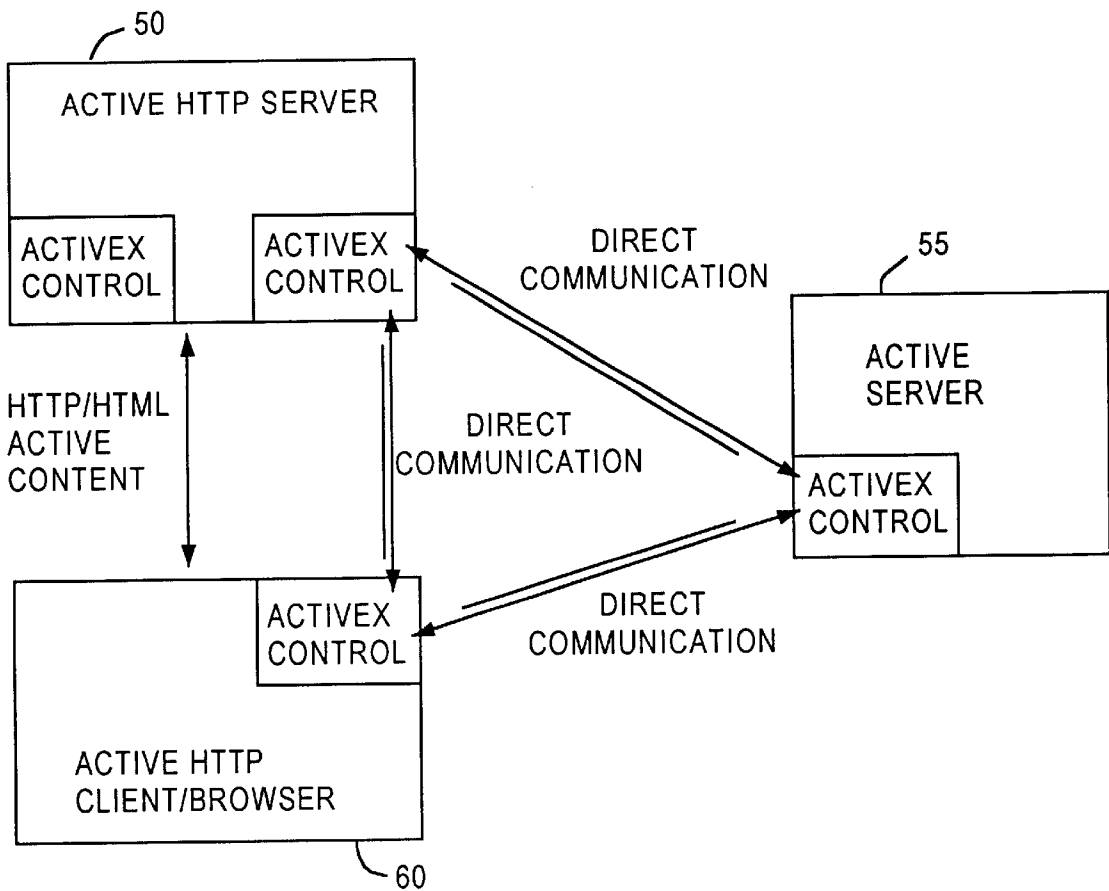 50
ACTIVE HTTP SERVER
ACTIVEX
CONTROL
ACTIVEX
CONTROL
DIRECT
COMMUNICATION
55
ACTIVE
SERVER
ACTIVEX
CONTROL
HTTP/HTML
ACTIVE
CONTENT
DIRECT
COMMUNICATION
DIRECT
COMMUNICATION
ACTIVEX
CONTROL
ACTIVE HTTP
CLIENT/BROWSER
60